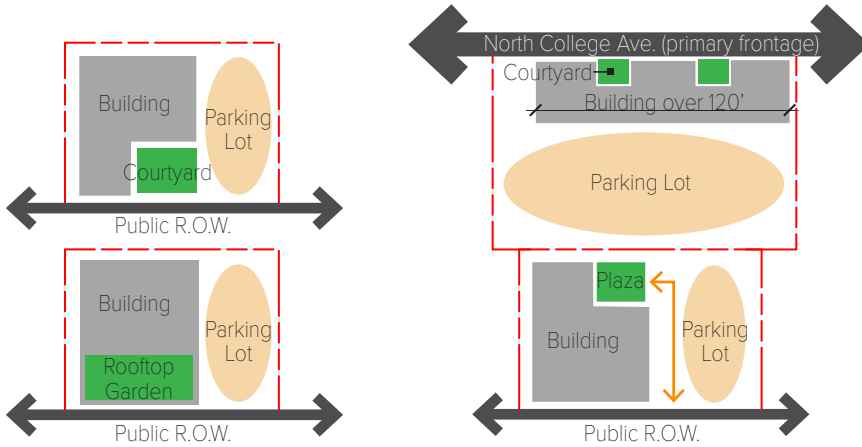 Building
Parking
Lot
Courtyard
Public R.O.W.
Building
Parking
Lot
Rooftop
Garden
Public R.O.W.
North College Ave. (primary frontage)
Courtyard
Building over 120'
Parking Lot
Plaza
Building
Parking
Lot
Public R.O.W.